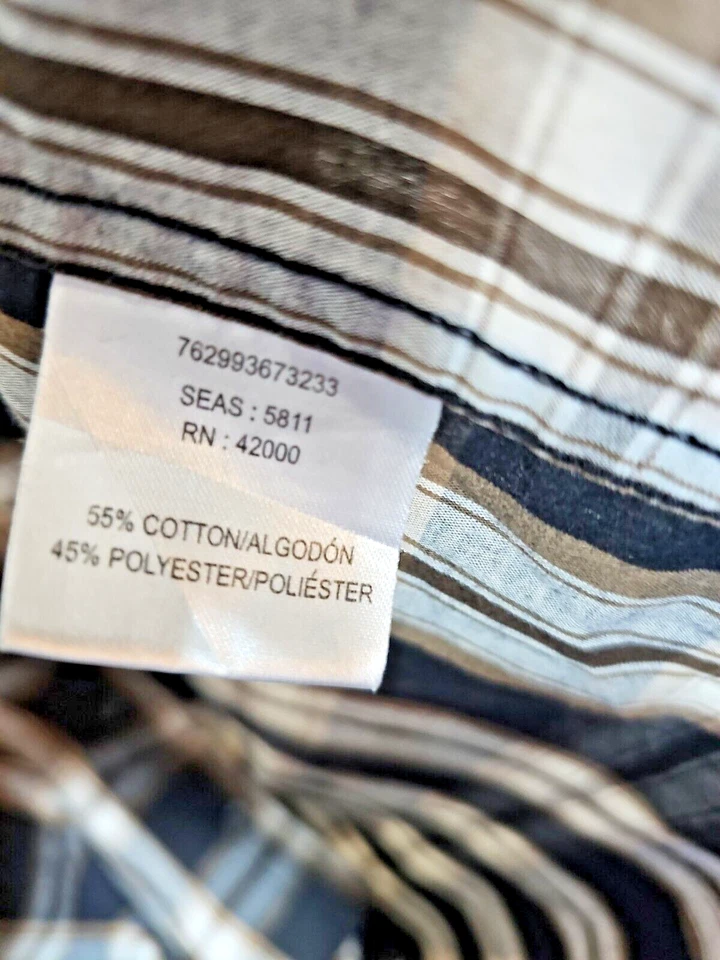 762993673233
SEAS : 5811
RN : 42000
55% COTTON/ALGODÓN
45% POLYESTER/POLIÉSTER